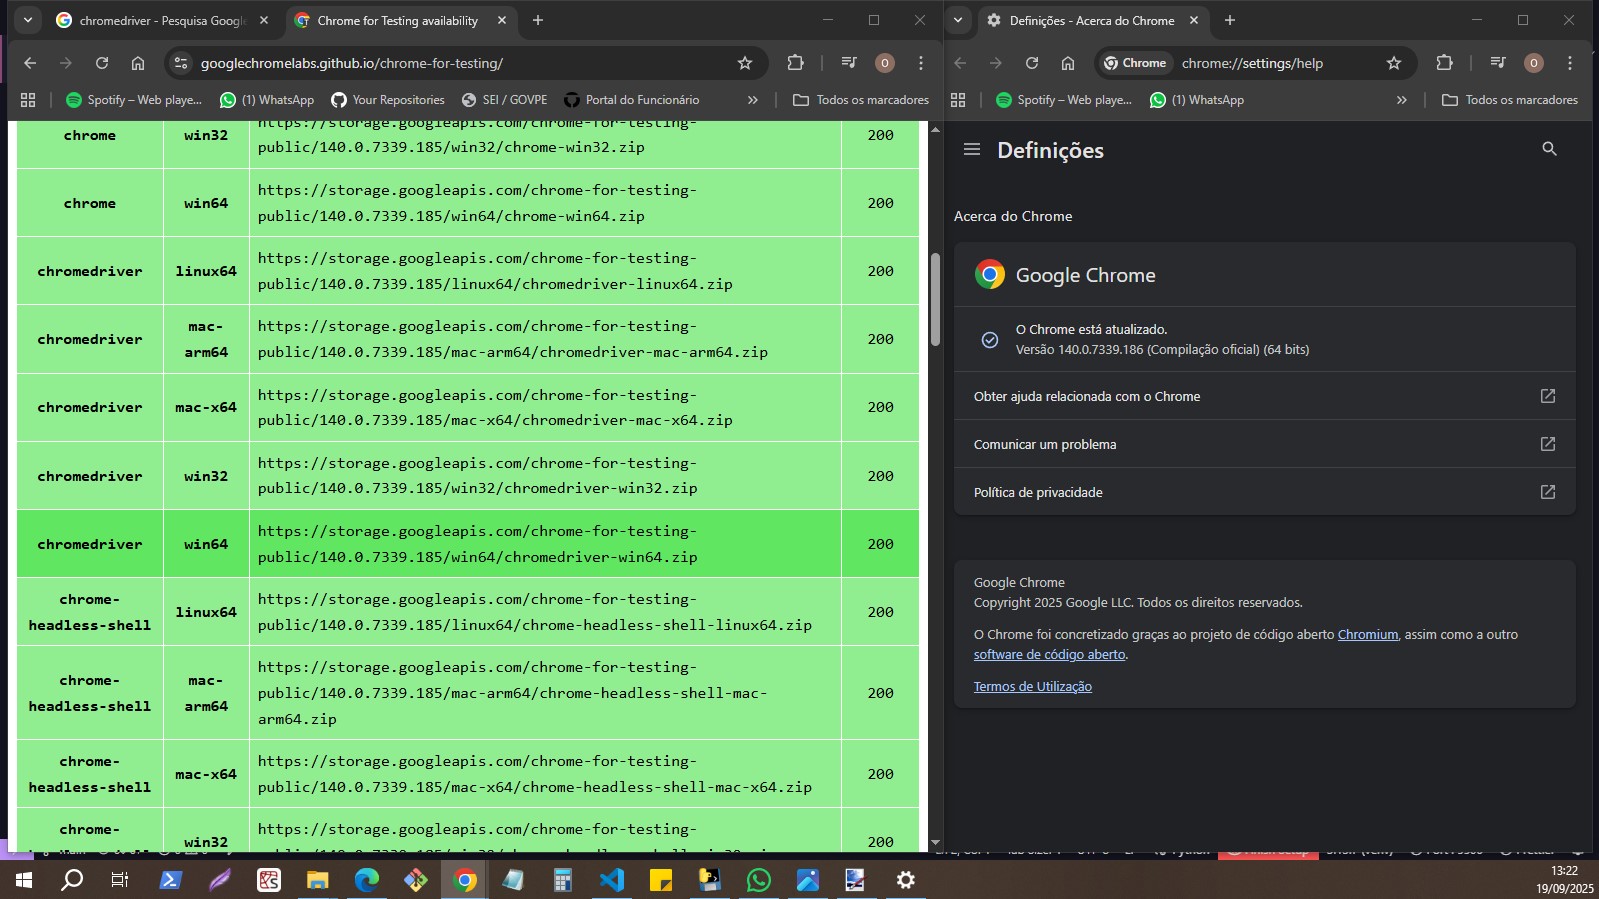 chromedriver - Pesquisa Google
Chrome for Testing availability
googlechromelabs.github.io/chrome-for-testing/
O
Spotify – Web playe...
(1) WhatsApp
Your Repositories
SEI / GOVPE
Portal do Funcionário
»
Todos os marcadores
chrome win32 https://storage.googleapis.com/chrome-for-testing-
public/140.0.7339.185/win32/chrome-win32.zip 200
chrome win64 https://storage.googleapis.com/chrome-for-testing-
public/140.0.7339.185/win64/chrome-win64.zip 200
chromedriver linux64 https://storage.googleapis.com/chrome-for-testing-
public/140.0.7339.185/linux64/chromedriver-linux64.zip 200
chromedriver mac- https://storage.googleapis.com/chrome-for-testing-
arm64 public/140.0.7339.185/mac-arm64/chromedriver-mac-arm64.zip 200
chromedriver mac-x64 https://storage.googleapis.com/chrome-for-testing-
public/140.0.7339.185/mac-x64/chromedriver-mac-x64.zip 200
chromedriver win32 https://storage.googleapis.com/chrome-for-testing-
public/140.0.7339.185/win32/chromedriver-win32.zip 200
chromedriver win64 https://storage.googleapis.com/chrome-for-testing-
public/140.0.7339.185/win64/chromedriver-win64.zip 200
chrome- linux64 https://storage.googleapis.com/chrome-for-testing-
headless-shell public/140.0.7339.185/linux64/chrome-headless-shell-linux64.zip 200
chrome- mac- https://storage.googleapis.com/chrome-for-testing-
headless-shell arm64 public/140.0.7339.185/mac-arm64/chrome-headless-shell-mac-
arm64.zip 200
chrome- mac-x64 https://storage.googleapis.com/chrome-for-testing-
headless-shell public/140.0.7339.185/mac-x64/chrome-headless-shell-mac-x64.zip 200
chrome- win32 https://storage.googleapis.com/chrome-for-testing-
200
Definições - Acerca do Chrome
Chrome
chrome://settings/help
O
Spotify – Web playe...
(1) WhatsApp
»
Todos os marcadores
Definições
Acerca do Chrome
Google Chrome
O Chrome está atualizado.
Versão 140.0.7339.186 (Compilação oficial) (64 bits)
Obter ajuda relacionada com o Chrome
Comunicar um problema
Política de privacidade
Google Chrome
Copyright 2025 Google LLC. Todos os direitos reservados.
O Chrome foi concretizado graças ao projeto de código aberto Chromium, assim como a outro
software de código aberto.
Termos de Utilização
13:22
19/09/2025